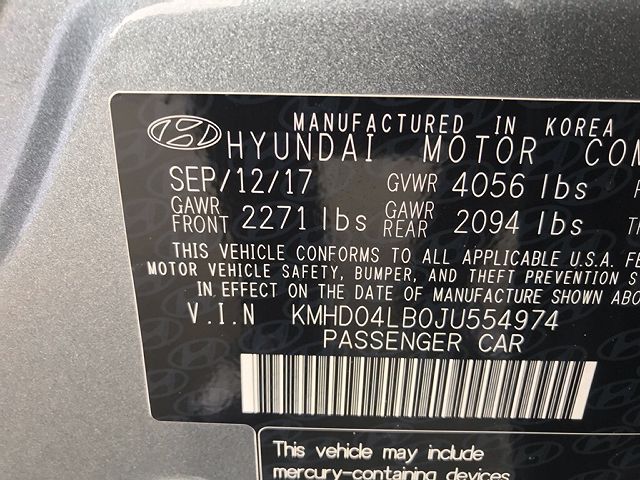 MANUFACTURED IN KOREA
HYUNDAI MOTOR
SEP/12/17 GVWR 4056 lbs
GAWR FRONT 2271 lbs GAWR REAR 2094 lbs
THIS VEHICLE CONFORMS TO ALL APPLICABLE U.S.A.
MOTOR VEHICLE SAFETY, BUMPER, AND THEFT PREVENTION
IN EFFECT ON THE DATE OF MANUFACTURE SHOWN
V.I.N KMHD04LB0JU554974
PASSENGER CAR
This vehicle may include
mercury-containing devices